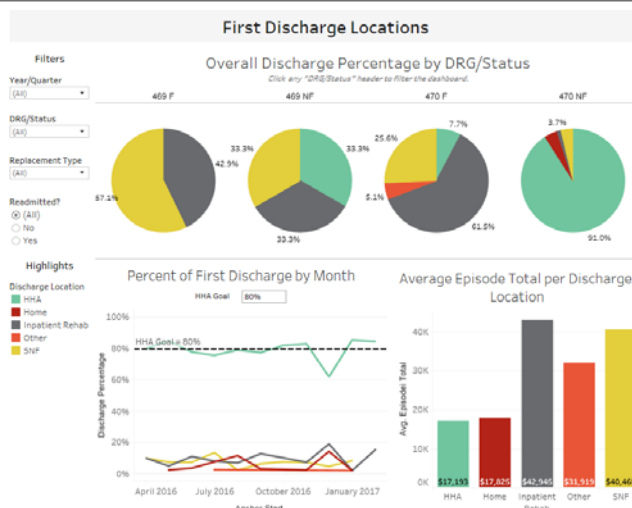 First Discharge Locations
Filters
Year/Quarter
(All)
DRG/Status
(All)
Replacement Type
(All)
Readmitted?
(All)
No
Yes
Highlights
Discharge Location
HHA
Home
Inpatient Rehab
Other
SNF
Overall Discharge Percentage by DRG/Status
Click any "DRG/Status" header to filter the dashboard.
469 F
469 NF
470 F
470 NF
42.9%
57.1%
33.3%
33.3%
33.3%
7.7%
25.6%
5.1%
61.5%
3.7%
91.0%
Percent of First Discharge by Month
HHA Goal
80%
100%
80%
60%
40%
20%
0%
HHA Goal = 80%
Discharge Percentage
April 2016
July 2016
October 2016
January 2017
Anchor Start
Average Episode Total per Discharge
Location
Avg. Episodei Total
40K
30K
20K
10K
0K
$17,193
$17,825
$42,945
$31,919
HHA
Home
Inpatient
Rehab
Other
SNF